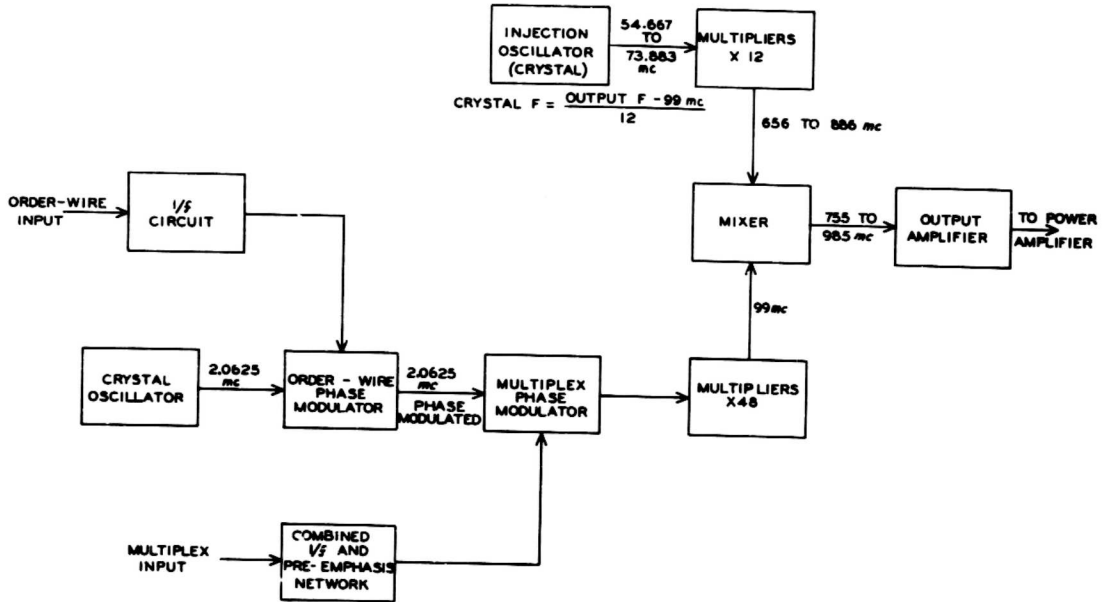 INJECTION
OSCILLATOR
(CRYSTAL)
54.667
TO
73.883
mc
MULTIPLIERS
X 12
CRYSTAL F = OUTPUT F - 99 mc
12
656 TO 886 mc
ORDER-WIRE
INPUT
1/f
CIRCUIT
MIXER
755 TO
985 mc
OUTPUT
AMPLIFIER
TO POWER
AMPLIFIER
99 mc
CRYSTAL
OSCILLATOR
2.0625
mc
ORDER - WIRE
PHASE
MODULATOR
2.0625
mc
PHASE
MODULATED
MULTIPLEX
PHASE
MODULATOR
MULTIPLIERS
X48
MULTIPLEX
INPUT
COMBINED
1/f AND
PRE-EMPHASIS
NETWORK